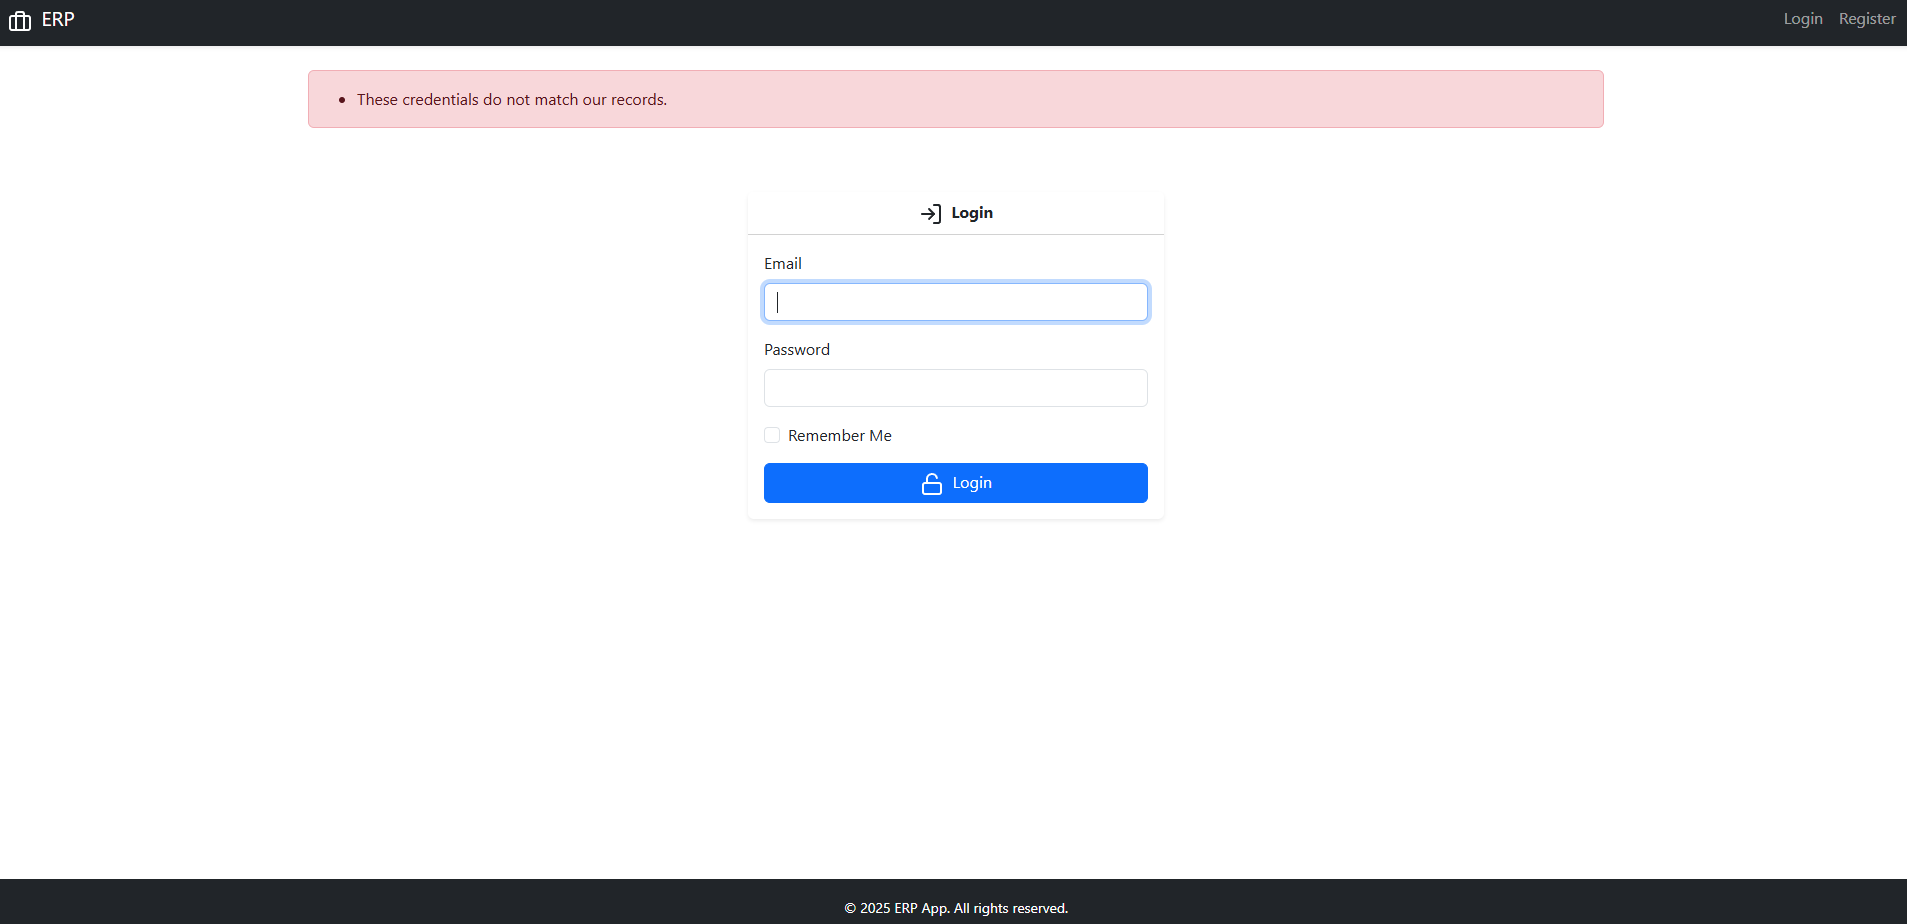 ERP
Login Register
These credentials do not match our records.
Login
Email
Password
Remember Me
Login
© 2025 ERP App. All rights reserved.